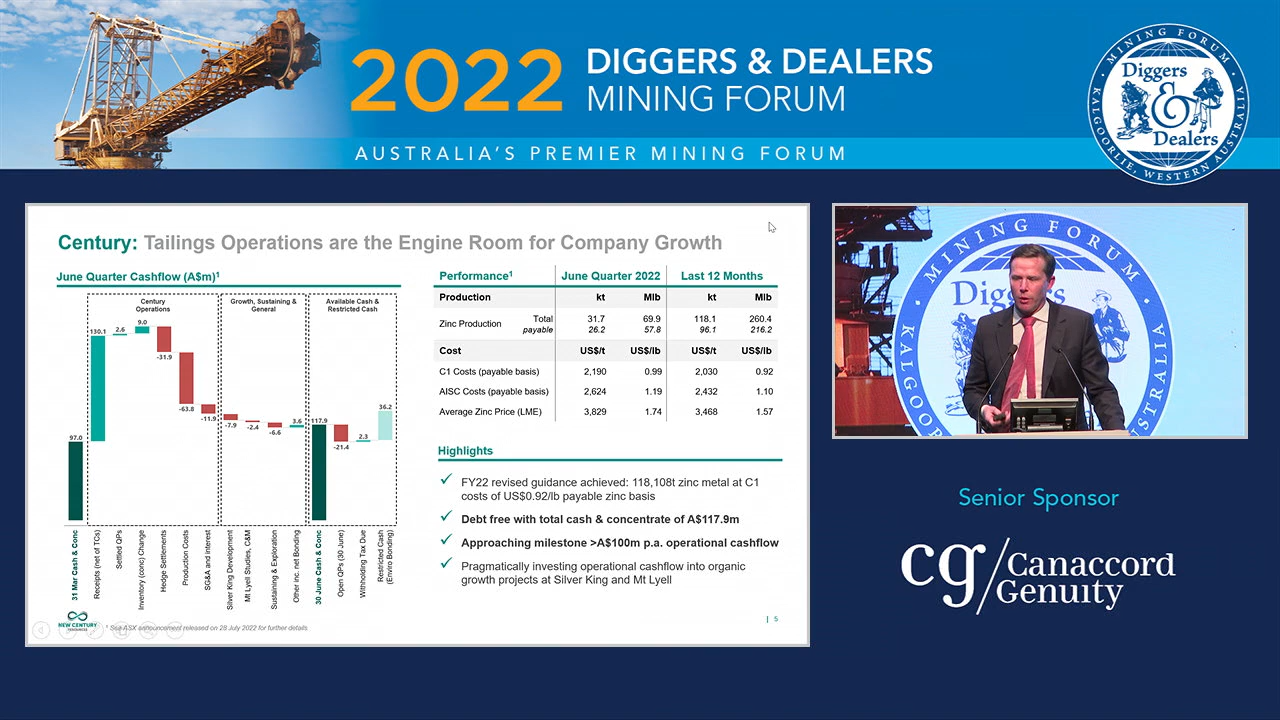 2022
DIGGERS & DEALERS
MINING FORUM
AUSTRALIA'S PREMIER MINING FORUM
MINING FORUM
Diggers
&
Dealers
KALGOORLIE, WESTERN AUSTRALIA
Century: Tailings Operations are the Engine Room for Company Growth
June Quarter Cashflow (A$m)¹
Century
Operations
Growth, Sustaining &
General
Available Cash &
Restricted Cash
97.0
130.1
2.6
9.0
-31.9
-63.8
-11.9
-7.9
-2.4
-6.6
3.6
117.9
-21.4
2.3
36.2
31 Mar Cash & Conc
Receipts (net of TCs)
Settled QPs
Inventory (conc) Change
Hedge Settlements
Production Costs
SG&A and interest
Silver King Development
Mt Lyell Studies, C&M
Sustaining & Exploration
Other inc. net Bonding
30 June Cash & Conc
Open QPs (30 June)
Withholding Tax Due
Restricted Cash
(Enviro Bonding)
Performance¹ June Quarter 2022 Last 12 Months
Production kt Mlb kt Mlb
Zinc Production Total 31.7 69.9 118.1 260.4
payable 26.2 57.8 96.1 216.2
Cost US$/t US$/lb US$/t US$/lb
C1 Costs (payable basis) 2,190 0.99 2,030 0.92
AISC Costs (payable basis) 2,624 1.19 2,432 1.10
Average Zinc Price (LME) 3,829 1.74 3,468 1.57
Highlights
✓ FY22 revised guidance achieved: 118,108t zinc metal at C1
costs of US$0.92/lb payable zinc basis
✓ Debt free with total cash & concentrate of A$117.9m
✓ Approaching milestone >A$100m p.a. operational cashflow
✓ Pragmatically investing operational cashflow into organic
growth projects at Silver King and Mt Lyell
NEW CENTURY
RESOURCES
¹ See ASX announcement released on 28 July 2022 for further details
| 5
MINING FORUM
Diggers
KALGOO
STRALIA
Senior Sponsor
cg/Canaccord
Genuity